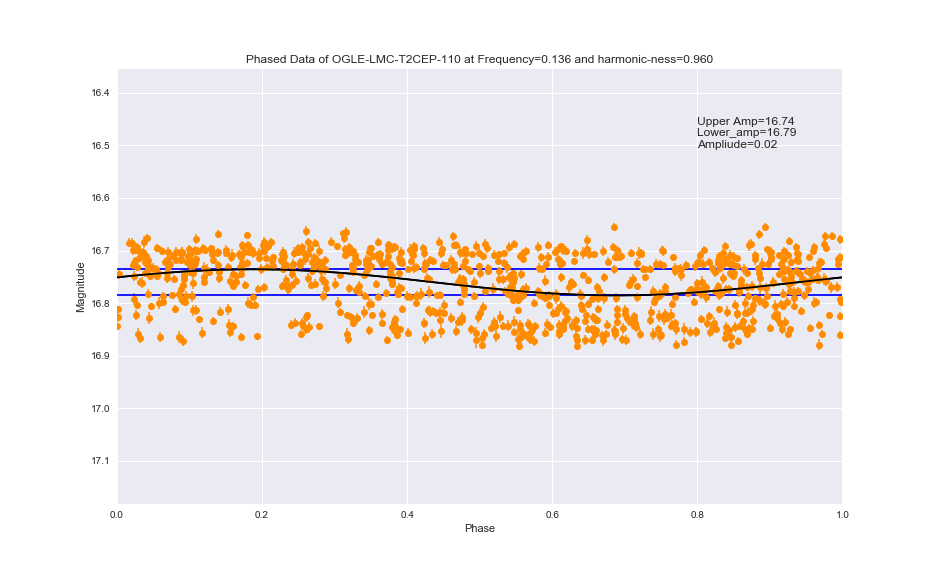 Phased Data of OGLE-LMC-T2CEP-110 at Frequency=0.136 and harmonic-ness=0.960
Upper Amp=16.74
Lower_amp=16.79
Ampliude=0.02
Magnitude
16.4
16.5
16.6
16.7
16.8
16.9
17.0
17.1
0.0 0.2 0.4 0.6 0.8 1.0
Phase